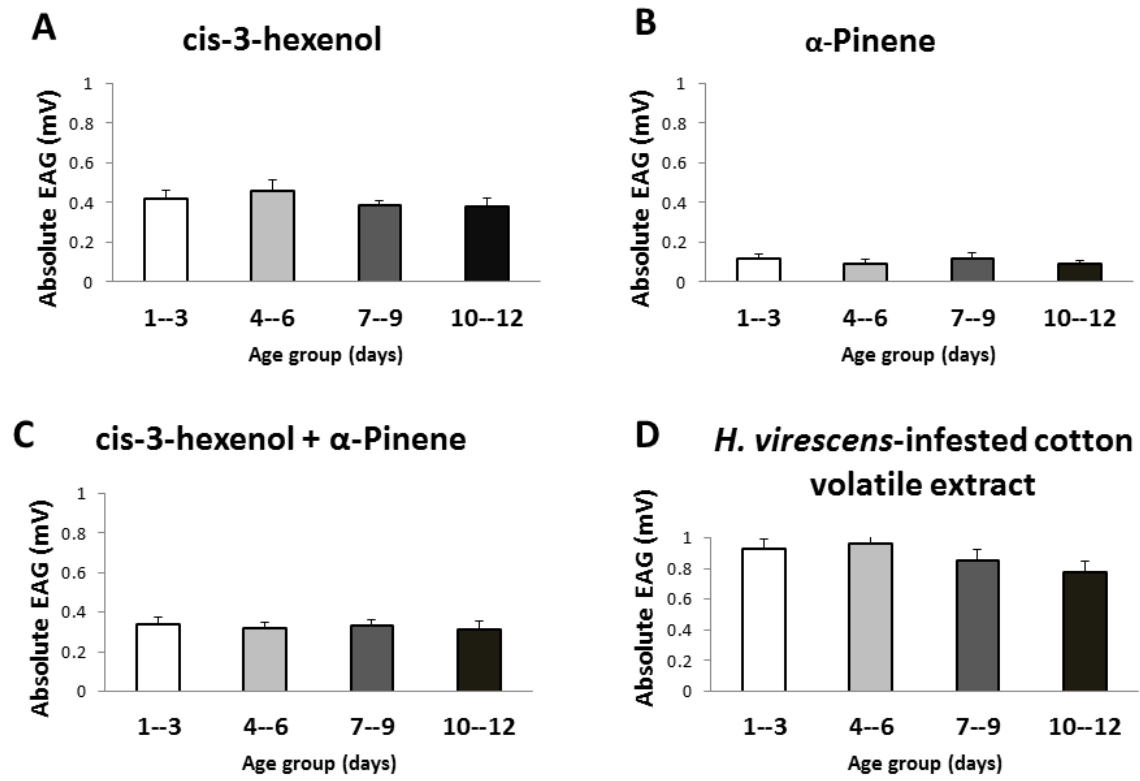 A
cis-3-hexenol
Absolute EAG (mV)
1
0.8
0.6
0.4
0.2
0
1--3 4--6 7--9 10--12
Age group (days)
B
α-Pinene
Absolute EAG (mV)
1
0.8
0.6
0.4
0.2
0
1--3 4--6 7--9 10--12
Age group (days)
C
cis-3-hexenol + α-Pinene
Absolute EAG (mV)
1
0.8
0.6
0.4
0.2
0
1--3 4--6 7--9 10--12
Age group (days)
D
H. virescens-infested cotton
volatile extract
Absolute EAG (mV)
1
0.8
0.6
0.4
0.2
0
1--3 4--6 7--9 10--12
Age group (days)